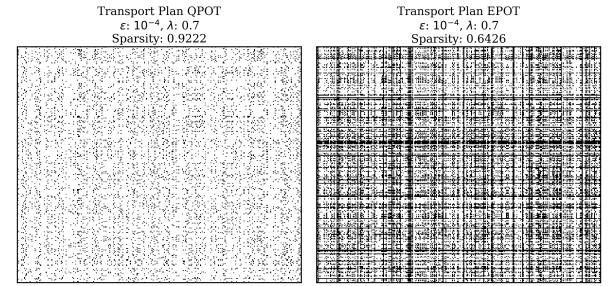 Transport Plan QPOT
ε: 10⁻⁴, λ: 0.7
Sparsity: 0.9222
Transport Plan EPOT
ε: 10⁻⁴, λ: 0.7
Sparsity: 0.6426